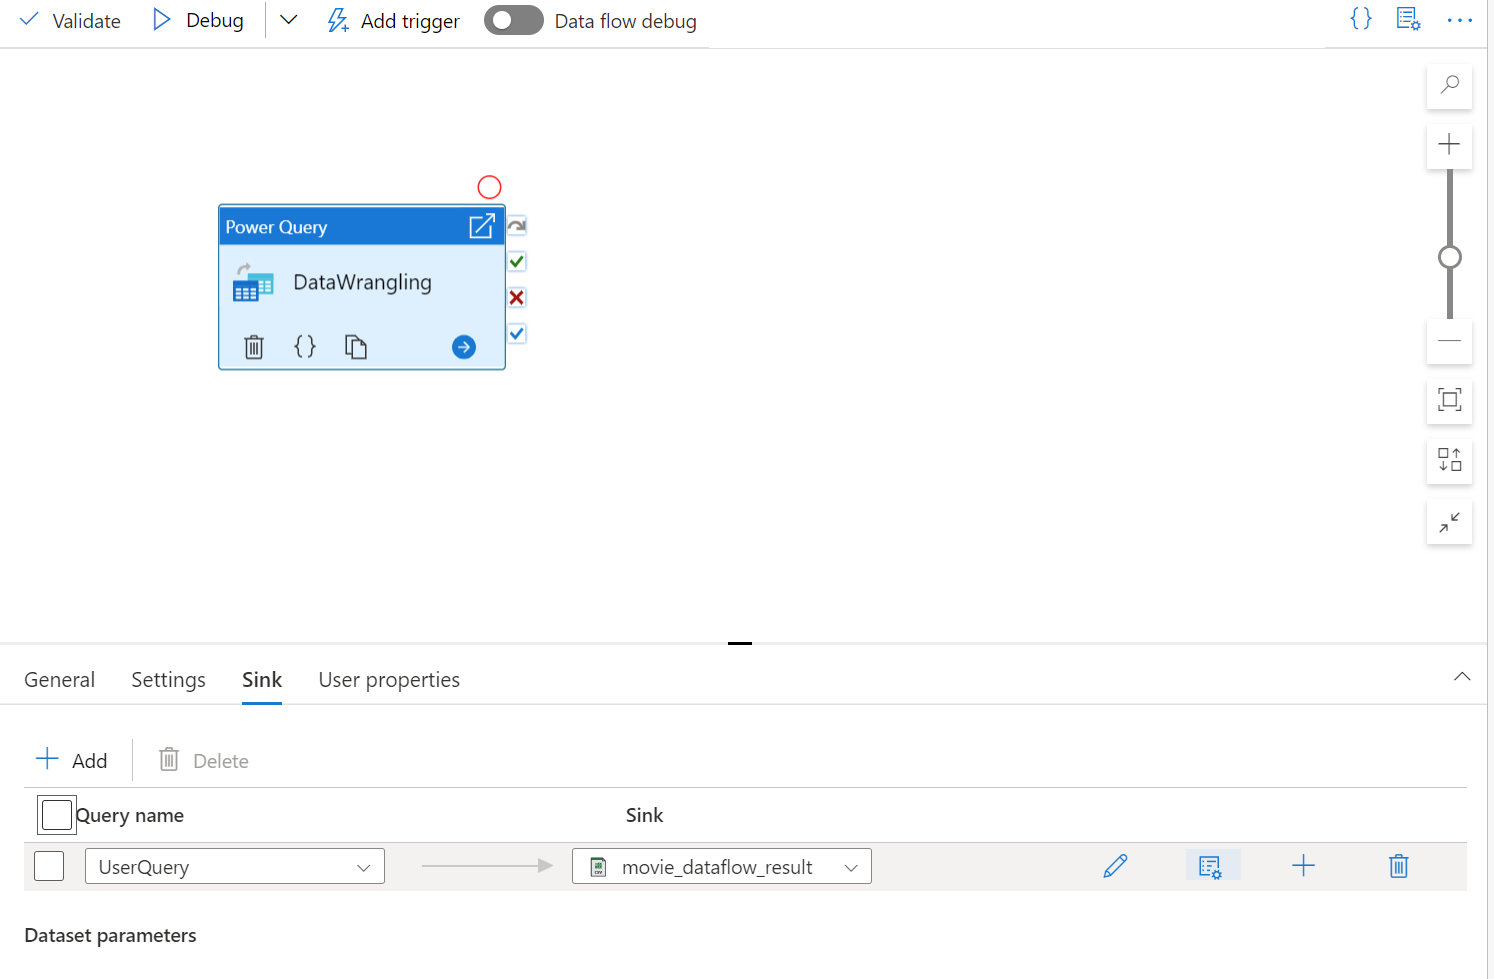 Validate Debug Add trigger Data flow debug
Power Query
DataWrangling
General Settings Sink User properties
Add Delete
Query name Sink
UserQuery movie_dataflow_result
Dataset parameters